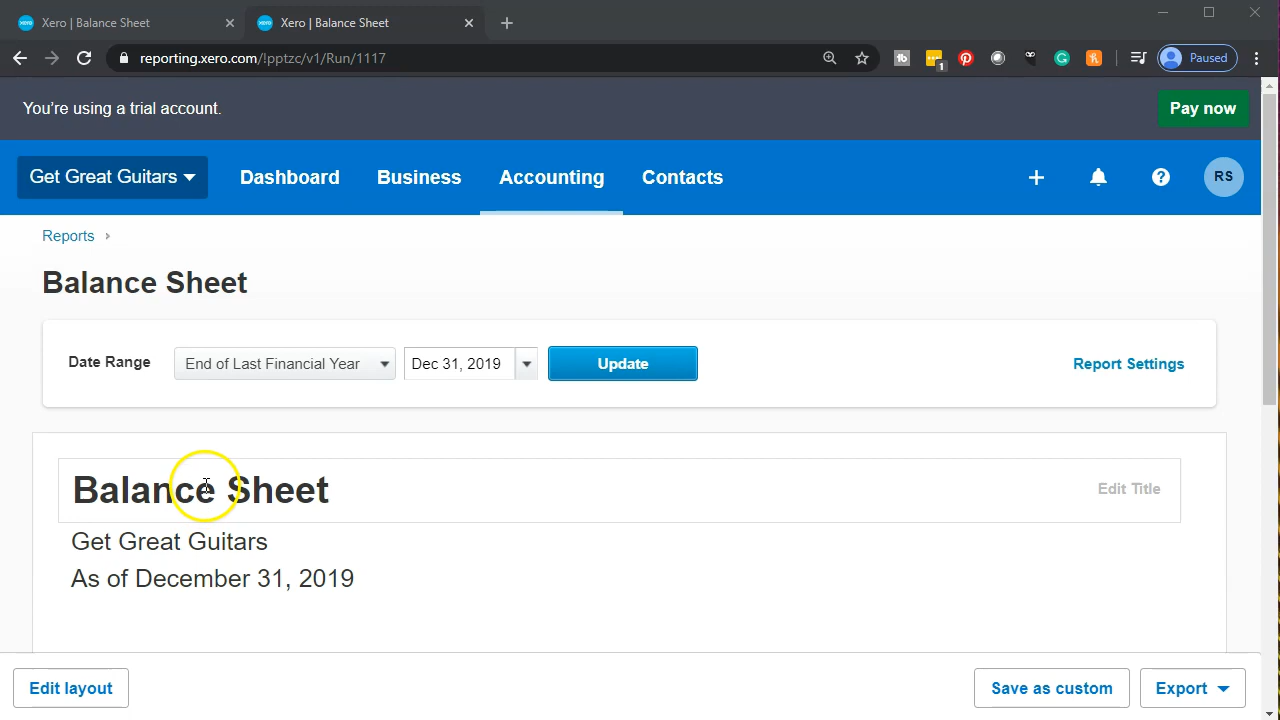 xero Xero | Balance Sheet
xero Xero | Balance Sheet
reporting.xero.com/!pptzc/v1/Run/1117
1
Paused
You're using a trial account.
Pay now
Get Great Guitars
Dashboard
Business
Accounting
Contacts
RS
Reports
Balance Sheet
Date Range
End of Last Financial Year
Dec 31, 2019
Update
Report Settings
Balance Sheet
Edit Title
Get Great Guitars
As of December 31, 2019
Edit layout
Save as custom
Export